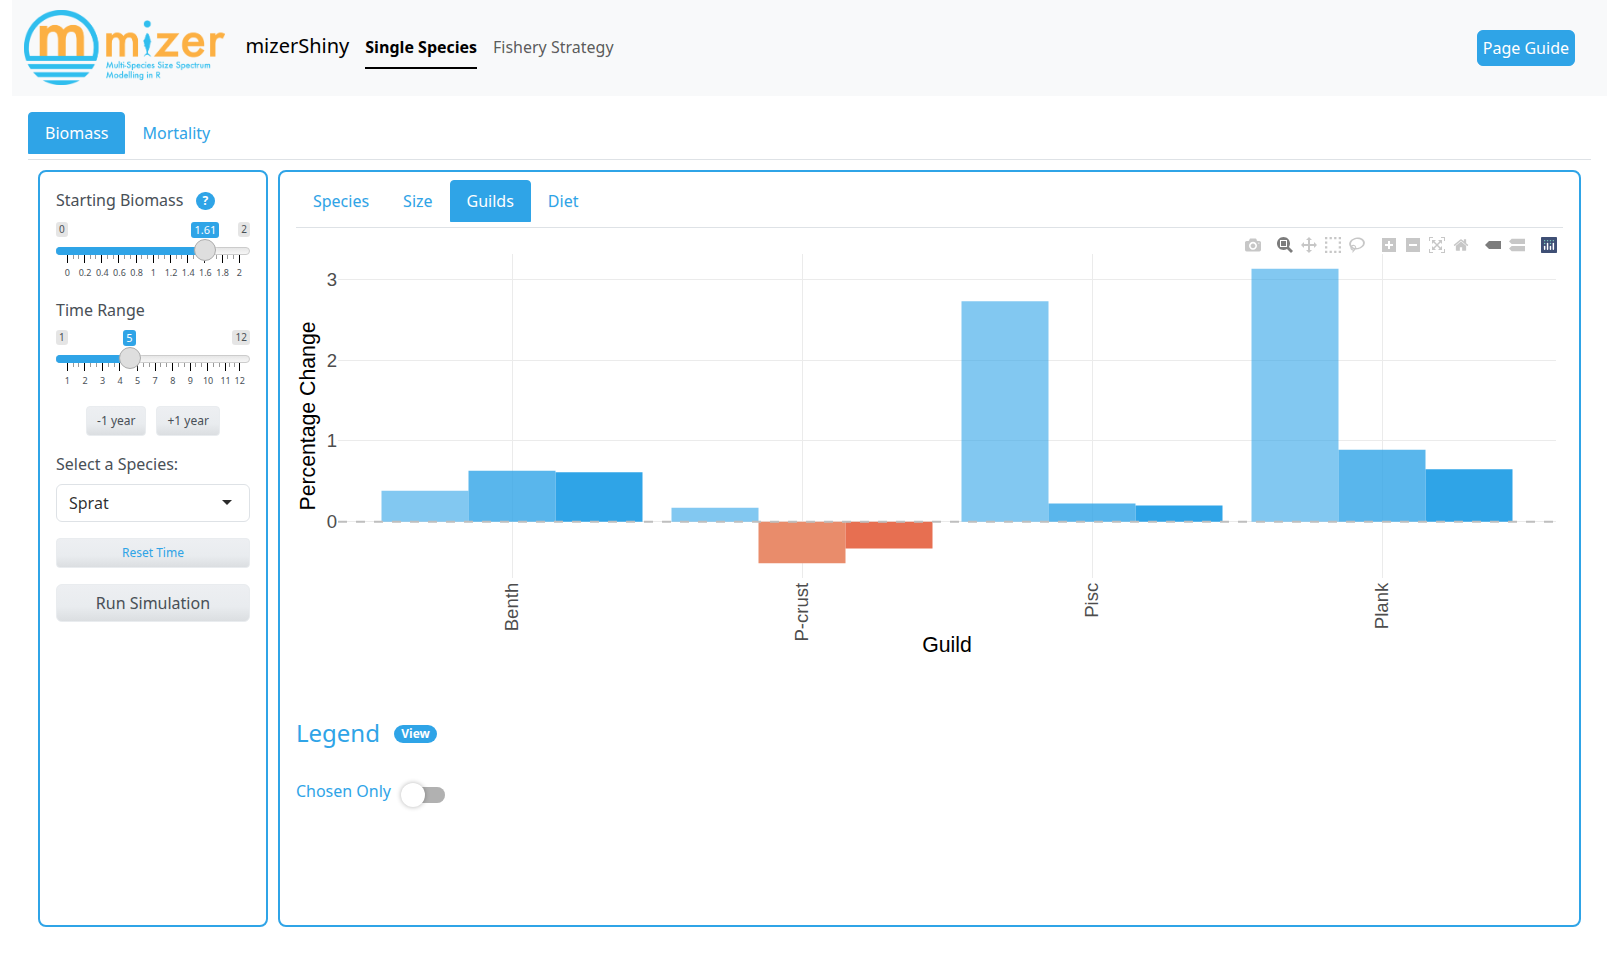 m mizer
Multi-Species Size Spectrum
Modelling in R
mizerShiny Single Species Fishery Strategy Page Guide
Biomass Mortality
Starting Biomass ?
0 1.61 2
0 0.2 0.4 0.6 0.8 1 1.2 1.4 1.6 1.8 2
Time Range
1 5 12
1 2 3 4 5 7 8 9 10 11 12
-1 year +1 year
Select a Species:
Sprat
Reset Time
Run Simulation
Species Size Guilds Diet
Percentage Change
3
2
1
0
Benth P-crust Pisc Plank
Guild
Legend View
Chosen Only